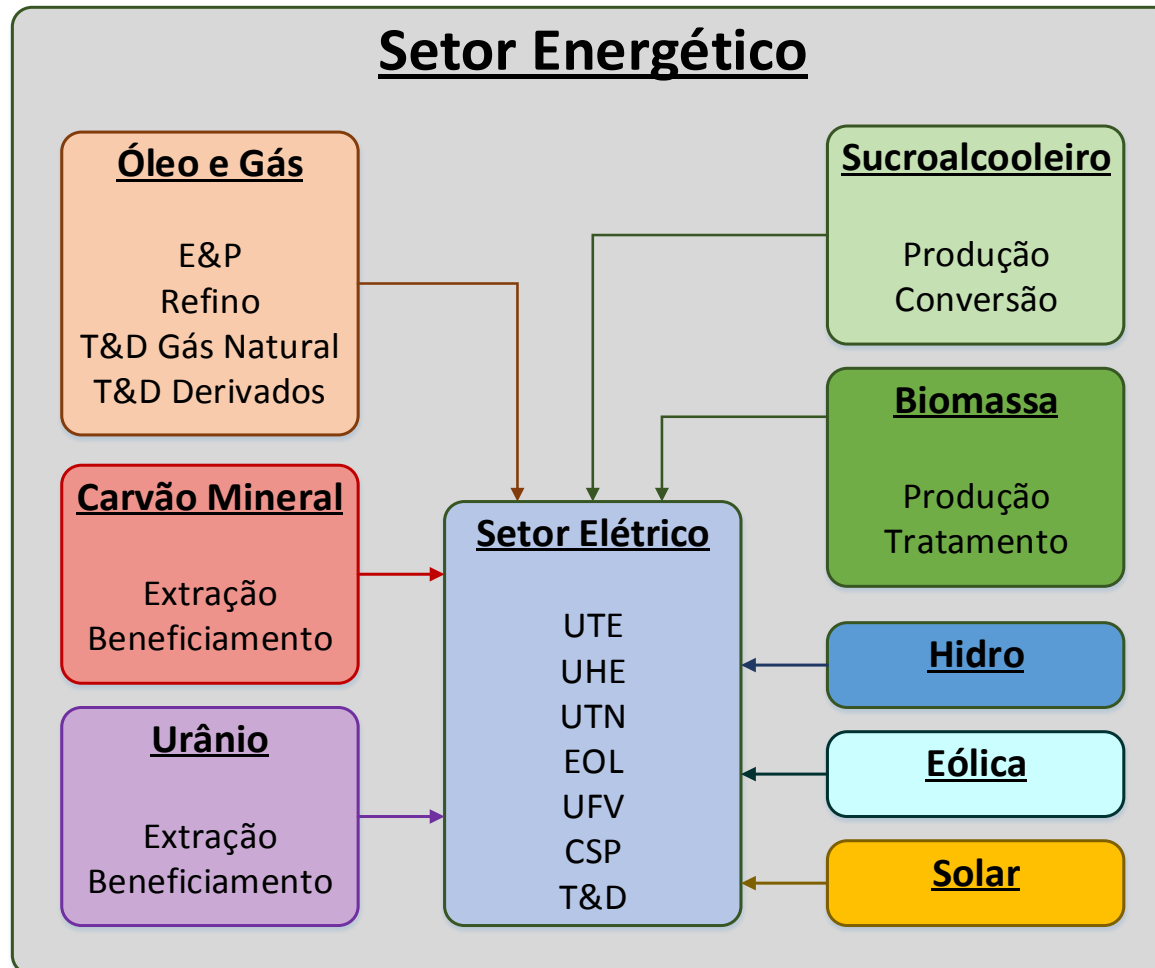 Setor Energético
Óleo e Gás
E&P
Refino
T&D Gás Natural
T&D Derivados
Carvão Mineral
Extração
Beneficiamento
Urânio
Extração
Beneficiamento
Setor Elétrico
UTE
UHE
UTN
EOL
UFV
CSP
T&D
Sucroalcooleiro
Produção
Conversão
Biomassa
Produção
Tratamento
Hidro
Eólica
Solar